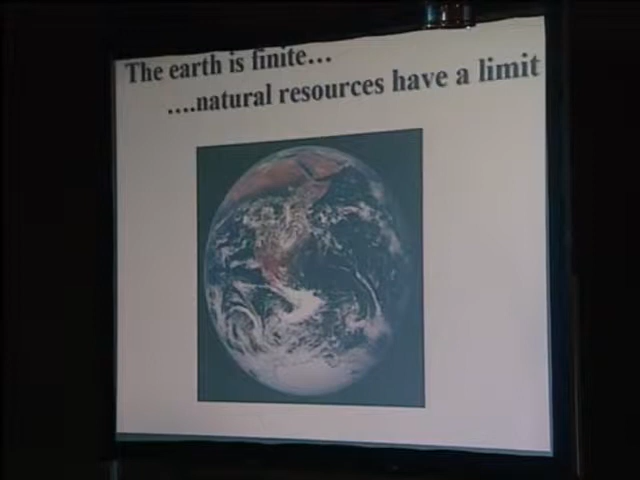 The earth is finite...
....natural resources have a limit